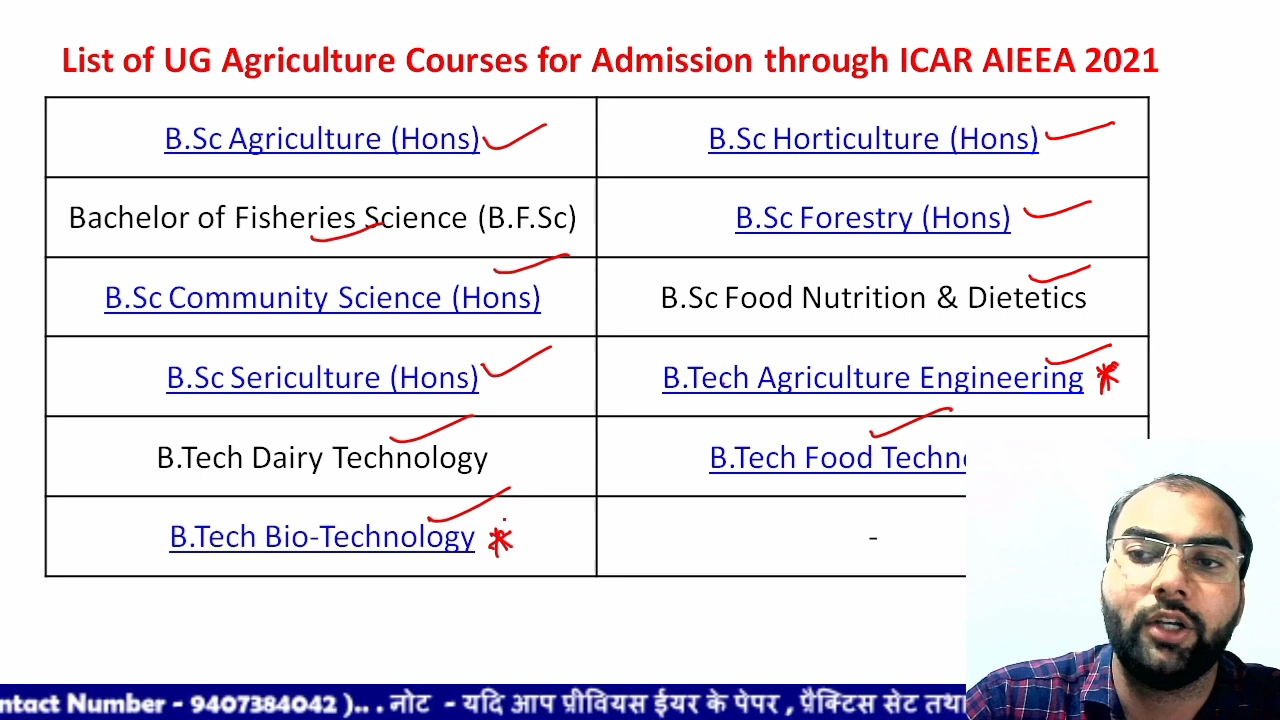 List of UG Agriculture Courses for Admission through ICAR AIEEA 2021
B.Sc Agriculture (Hons) B.Sc Horticulture (Hons)
Bachelor of Fisheries Science (B.F.Sc) B.Sc Forestry (Hons)
B.Sc Community Science (Hons) B.Sc Food Nutrition & Dietetics
B.Sc Sericulture (Hons) B.Tech Agriculture Engineering
B.Tech Dairy Technology B.Tech Food
B.Tech Bio-Technology -
Number - 9407384042 ).. . नोट - यदि आप प्रीवियस ईयर के पेपर , प्रैक्टिस सेट तथा